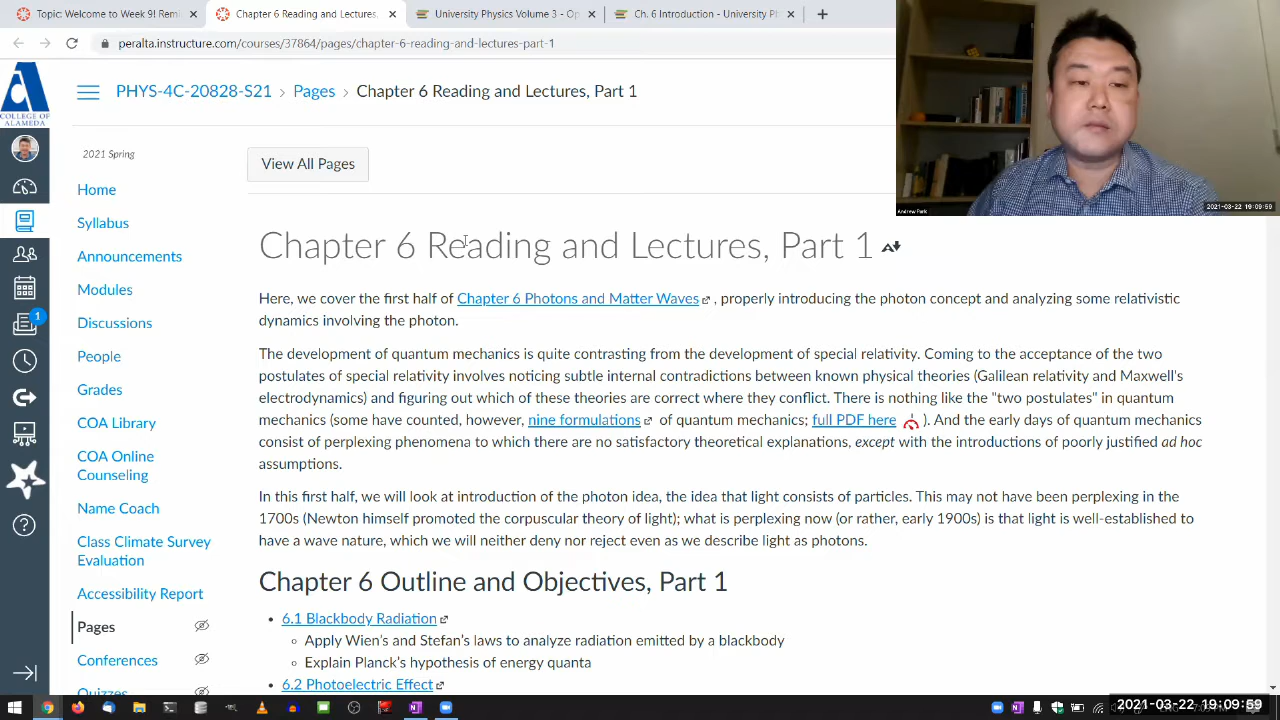 Topic: Welcome to Week 9! Remi
Chapter 6 Reading and Lectures,
University Physics Volume 3 - Op
Ch. 6 Introduction - University P
peralta.instructure.com/courses/37864/pages/chapter-6-reading-and-lectures-part-1
COLLEGE OF
ALAMEDA
PHYS-4C-20828-S21 > Pages > Chapter 6 Reading and Lectures, Part 1
Andrew Park
2021-03-22 19:09:59
2021 Spring
Home
Syllabus
Announcements
Modules
Discussions
1
People
Grades
COA Library
COA Online
Counseling
Name Coach
Class Climate Survey
Evaluation
Accessibility Report
Pages
Conferences
Quizzes
View All Pages
Chapter 6 Reading and Lectures, Part 1
Here, we cover the first half of Chapter 6 Photons and Matter Waves , properly introducing the photon concept and analyzing some relativistic
dynamics involving the photon.
The development of quantum mechanics is quite contrasting from the development of special relativity. Coming to the acceptance of the two
postulates of special relativity involves noticing subtle internal contradictions between known physical theories (Galilean relativity and Maxwell's
electrodynamics) and figuring out which of these theories are correct where they conflict. There is nothing like the "two postulates" in quantum
mechanics (some have counted, however, nine formulations of quantum mechanics; full PDF here ). And the early days of quantum mechanics
consist of perplexing phenomena to which there are no satisfactory theoretical explanations, except with the introductions of poorly justified ad hoc
assumptions.
In this first half, we will look at introduction of the photon idea, the idea that light consists of particles. This may not have been perplexing in the
1700s (Newton himself promoted the corpuscular theory of light); what is perplexing now (or rather, early 1900s) is that light is well-established to
have a wave nature, which we will neither deny nor reject even as we describe light as photons.
Chapter 6 Outline and Objectives, Part 1
• 6.1 Blackbody Radiation
◦ Apply Wien's and Stefan's laws to analyze radiation emitted by a blackbody
◦ Explain Planck's hypothesis of energy quanta
• 6.2 Photoelectric Effect
2021-03-22 19:09:59